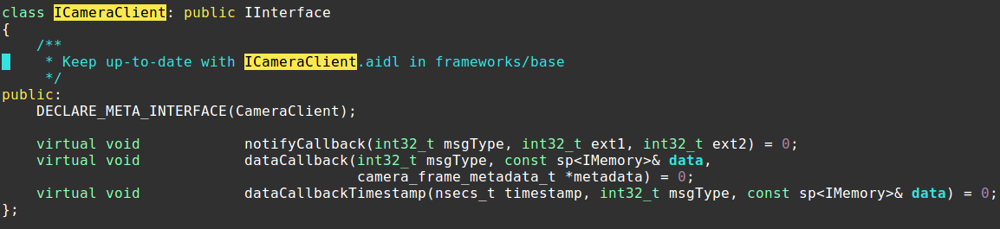 class ICameraClient: public IInterface
{
    /**
     * Keep up-to-date with ICameraClient.aidl in frameworks/base
     */
public:
    DECLARE_META_INTERFACE(CameraClient);

    virtual void            notifyCallback(int32_t msgType, int32_t ext1, int32_t ext2) = 0;
    virtual void            dataCallback(int32_t msgType, const sp<IMemory>& data,
                                         camera_frame_metadata_t *metadata) = 0;
    virtual void            dataCallbackTimestamp(nsecs_t timestamp, int32_t msgType, const sp<IMemory>& data) = 0;
};